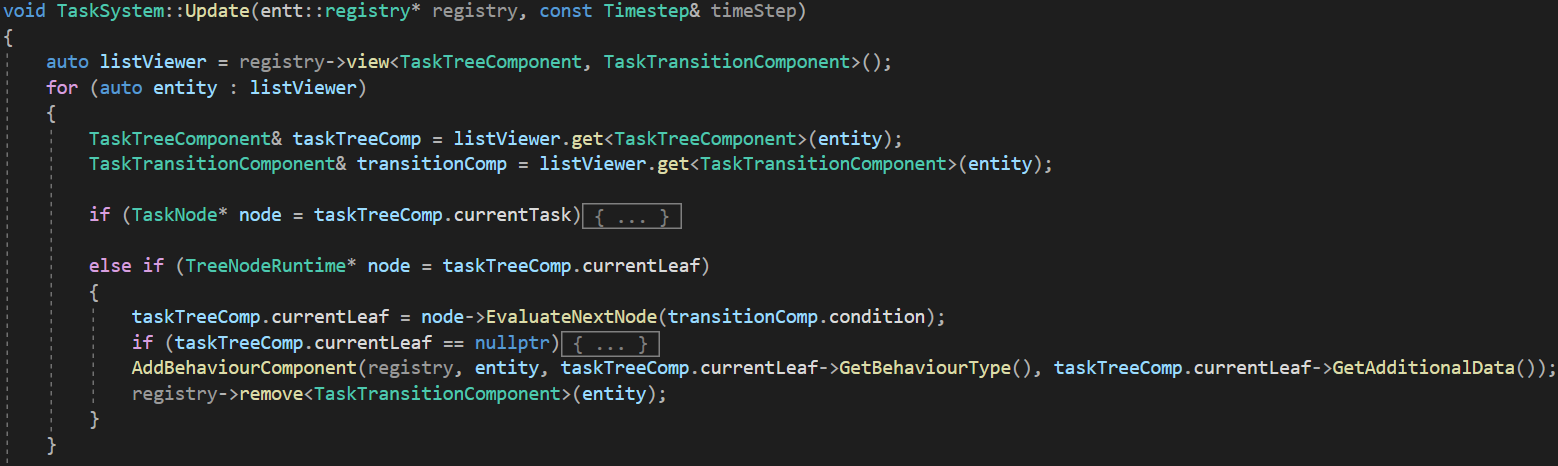 void TaskSystem::Update(entt::registry* registry, const Timestep& timeStep)
{
    auto listViewer = registry->view<TaskTreeComponent, TaskTransitionComponent>();
    for (auto entity : listViewer)
    {
        TaskTreeComponent& taskTreeComp = listViewer.get<TaskTreeComponent>(entity);
        TaskTransitionComponent& transitionComp = listViewer.get<TaskTransitionComponent>(entity);
        if (TaskNode* node = taskTreeComp.currentTask){ ... }
        else if (TreeNodeRuntime* node = taskTreeComp.currentLeaf)
        {
            taskTreeComp.currentLeaf = node->EvaluateNextNode(transitionComp.condition);
            if (taskTreeComp.currentLeaf == nullptr){ ... }
            AddBehaviourComponent(registry, entity, taskTreeComp.currentLeaf->GetBehaviourType(), taskTreeComp.currentLeaf->GetAdditionalData());
            registry->remove<TaskTransitionComponent>(entity);
        }
    }